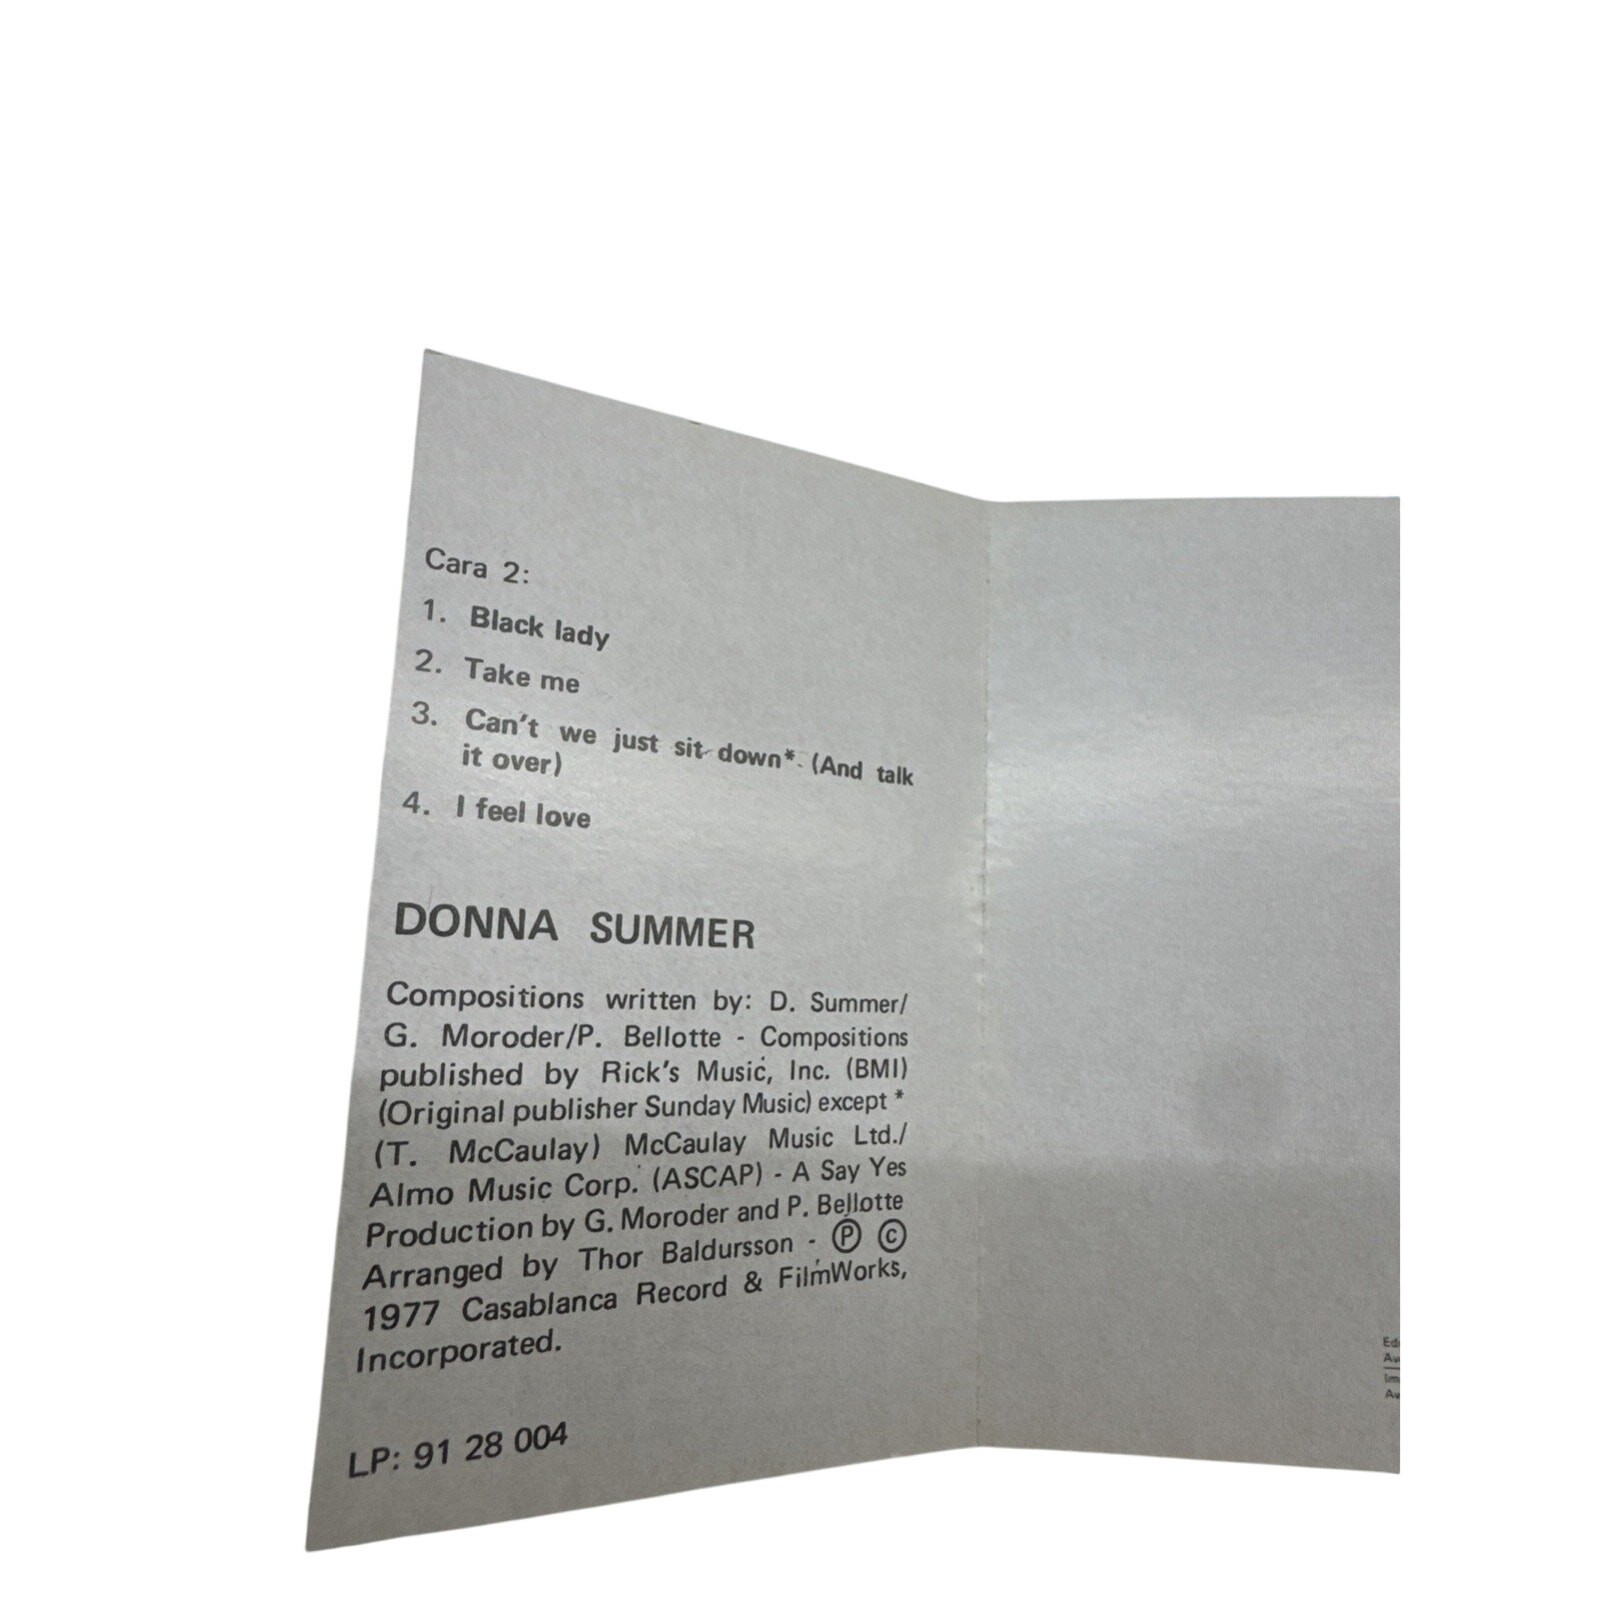 Cara 2:
1. Black lady
2. Take me
3. Can't we just sit down* (And talk
it over)
4. I feel love
DONNA SUMMER
Compositions written by: D. Summer/
G. Moroder/P. Bellotte - Compositions
published by Rick's Music, Inc. (BMI)
(Original publisher Sunday Music) except *
(T. McCaulay) McCaulay Music Ltd./
Almo Music Corp. (ASCAP) - A Say Yes
Production by G. Moroder and P. Bellotte
Arranged by Thor Baldursson - Ⓟ ©
1977 Casablanca Record & FilmWorks,
Incorporated.
LP: 91 28 004